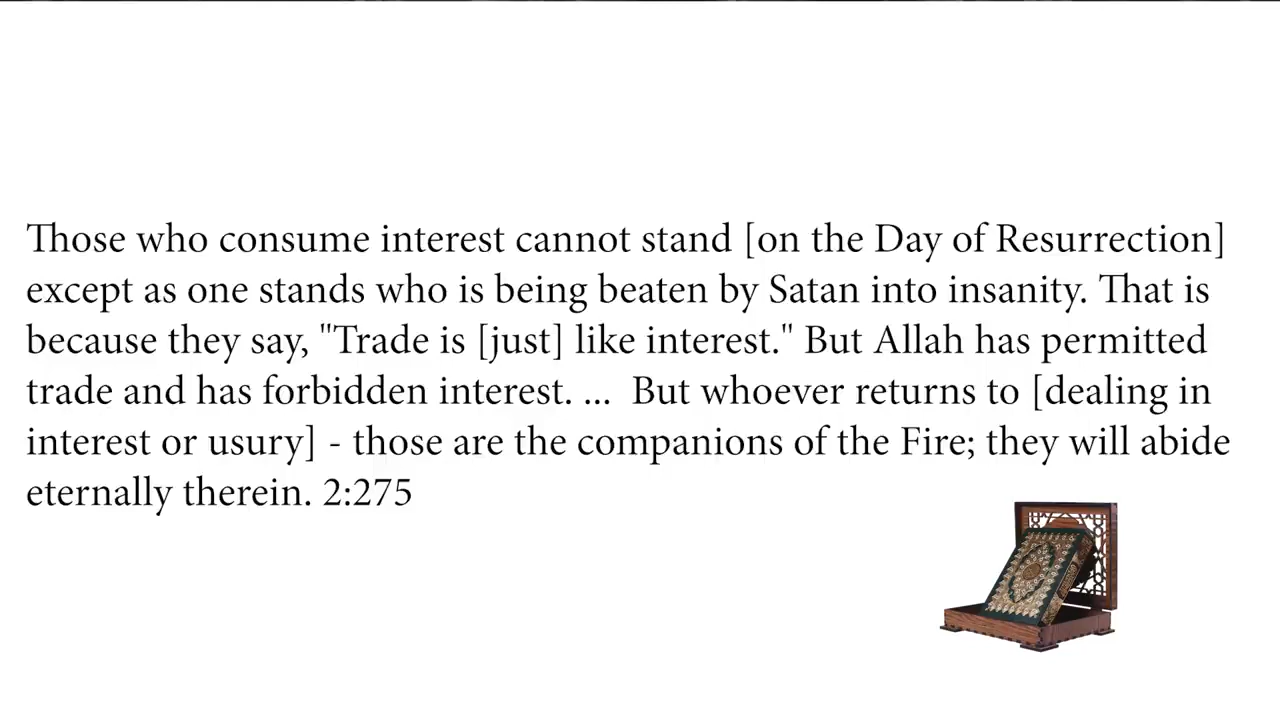 Those who consume interest cannot stand [on the Day of Resurrection]
except as one stands who is being beaten by Satan into insanity. That is
because they say, "Trade is [just] like interest." But Allah has permitted
trade and has forbidden interest. ...  But whoever returns to [dealing in
interest or usury] - those are the companions of the Fire; they will abide
eternally therein. 2:275